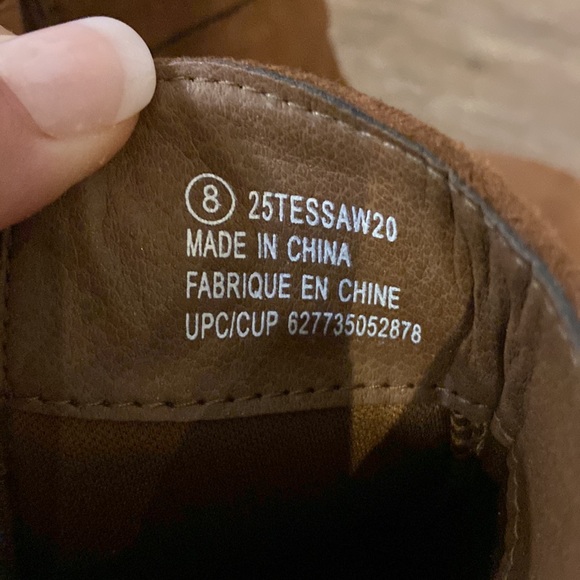 8 25TESSAW20
MADE IN CHINA
FABRIQUE EN CHINE
UPC/CUP 627735052878